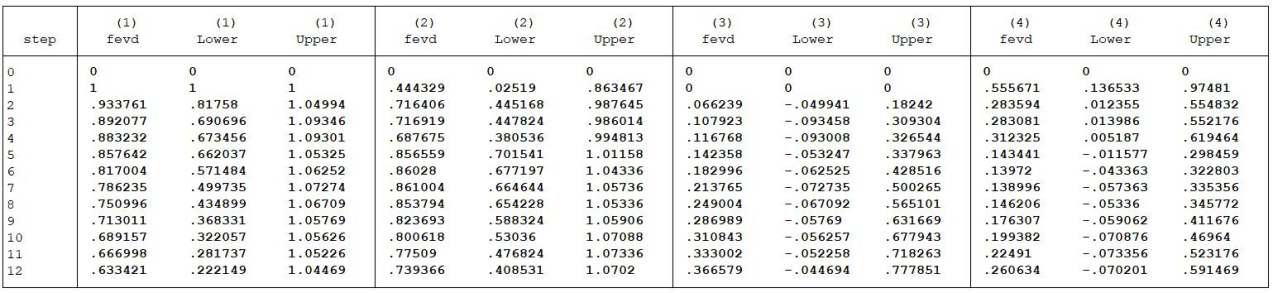 (1) (1) (1) (2) (2) (2) (3) (3) (3) (4) (4) (4)
step fevd Lower Upper fevd Lower Upper fevd Lower Upper fevd Lower Upper
0 0 0 0 0 0 0 0 0 0 0 0 0
1 1 1 1 .444329 .02519 .863467 0 0 0 .555671 .136533 .97481
2 .933761 .81758 1.04994 .716406 .445168 .987645 .066239 -.049941 .18242 .283594 .012355 .554832
3 .892077 .690696 1.09346 .716919 .447824 .986014 .107923 -.093458 .309304 .283081 .013986 .552176
4 .883232 .673456 1.09301 .687675 .380536 .994813 .116768 -.093008 .326544 .312325 .005187 .619464
5 .857642 .662037 1.05325 .856559 .701541 1.01158 .142358 -.053247 .337963 .143441 -.011577 .298459
6 .817004 .571484 1.06252 .86028 .677197 1.04336 .182996 -.062525 .428516 .13972 -.043363 .322803
7 .786235 .499735 1.07274 .861004 .664644 1.05736 .213765 -.072735 .500265 .138996 -.057363 .335356
8 .750996 .434899 1.06709 .853794 .654228 1.05336 .249004 -.067092 .565101 .146206 -.05336 .345772
9 .713011 .368331 1.05769 .823693 .588324 1.05906 .286989 -.05769 .631669 .176307 -.059062 .411676
10 .689157 .322057 1.05626 .800618 .53036 1.07088 .310843 -.056257 .677943 .199382 -.070876 .46964
11 .666998 .281737 1.05226 .77509 .476824 1.07336 .333002 -.052258 .718263 .22491 -.073356 .523176
12 .633421 .222149 1.04469 .739366 .408531 1.0702 .366579 -.044694 .777851 .260634 -.070201 .591469